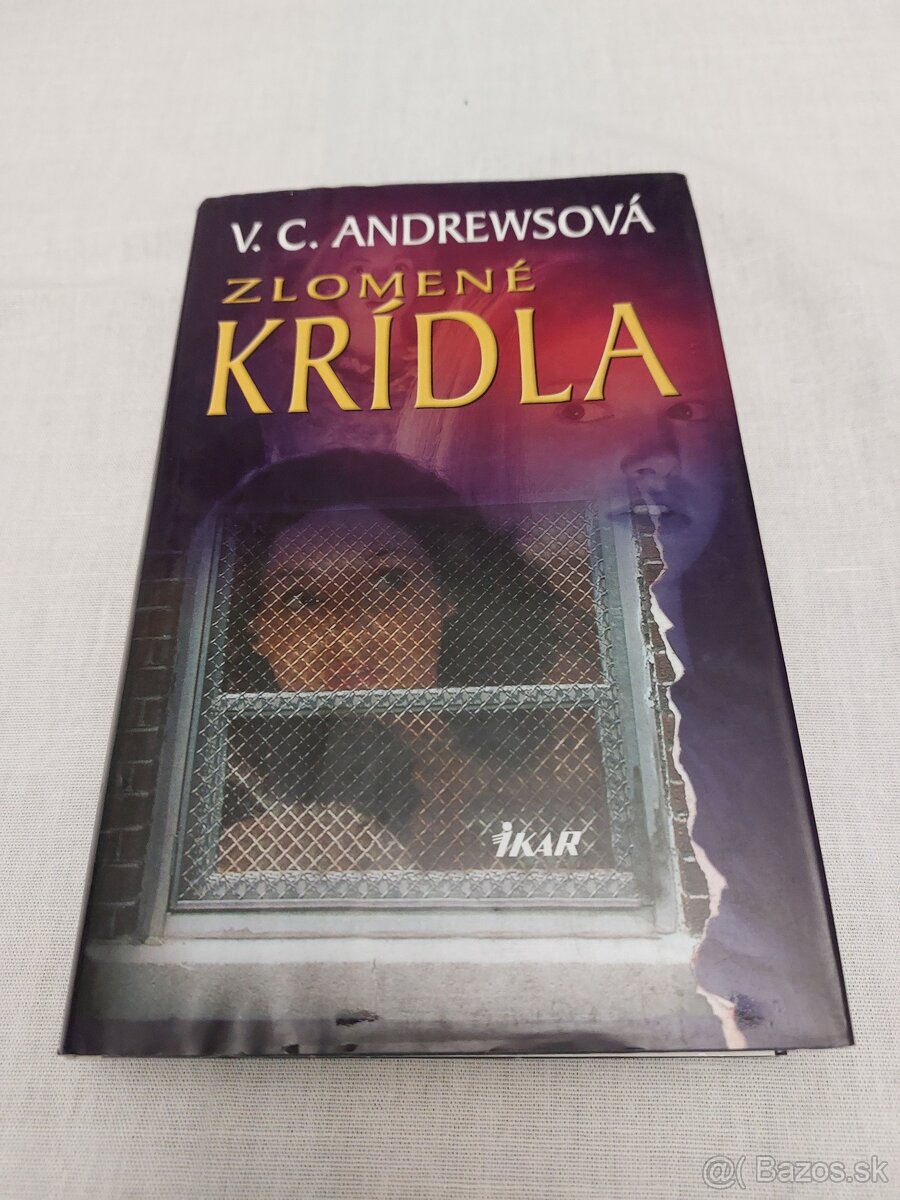 V. C. ANDREWSOVÁ
ZLOMENÉ
KRÍDLA
IKAR
@( Bazos.sk